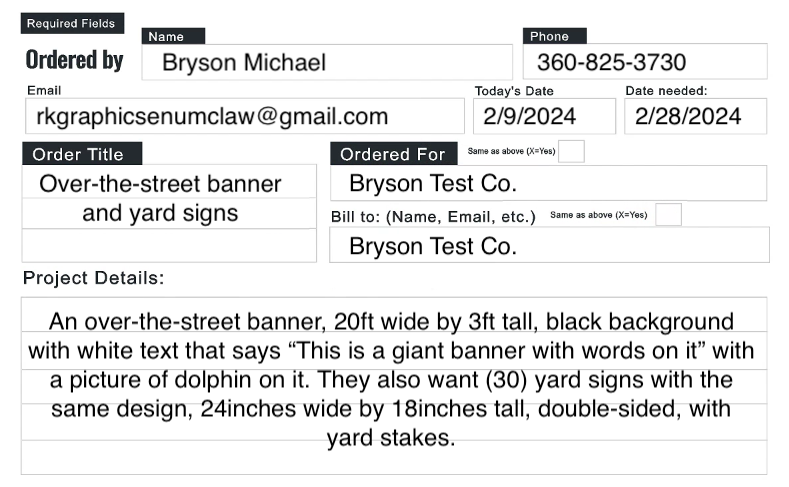 Required Fields
Ordered by
Name
Bryson Michael
Phone
360-825-3730
Email
rkgraphicsenumclaw@gmail.com
Today's Date
2/9/2024
Date needed:
2/28/2024
Order Title
Over-the-street banner
and yard signs
Ordered For
Same as above (X=Yes)
Bryson Test Co.
Bill to: (Name, Email, etc.)
Same as above (X=Yes)
Bryson Test Co.
Project Details:
An over-the-street banner, 20ft wide by 3ft tall, black background
with white text that says “This is a giant banner with words on it” with
a picture of dolphin on it. They also want (30) yard signs with the
same design, 24inches wide by 18inches tall, double-sided, with
yard stakes.